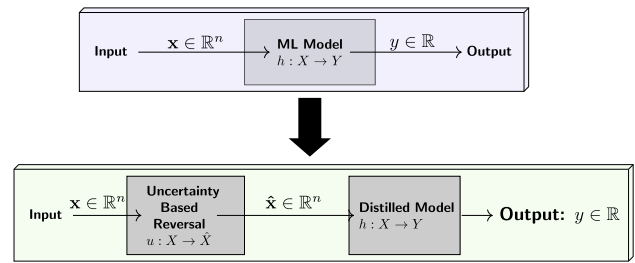 Input
𝐱 ∈ ℝⁿ
ML Model
h : X → Y
y ∈ ℝ
Output
Input
𝐱 ∈ ℝⁿ
Uncertainty
Based
Reversal
u : X → X̂
𝐱̂ ∈ ℝⁿ
Distilled Model
h : X → Y
Output: y ∈ ℝ